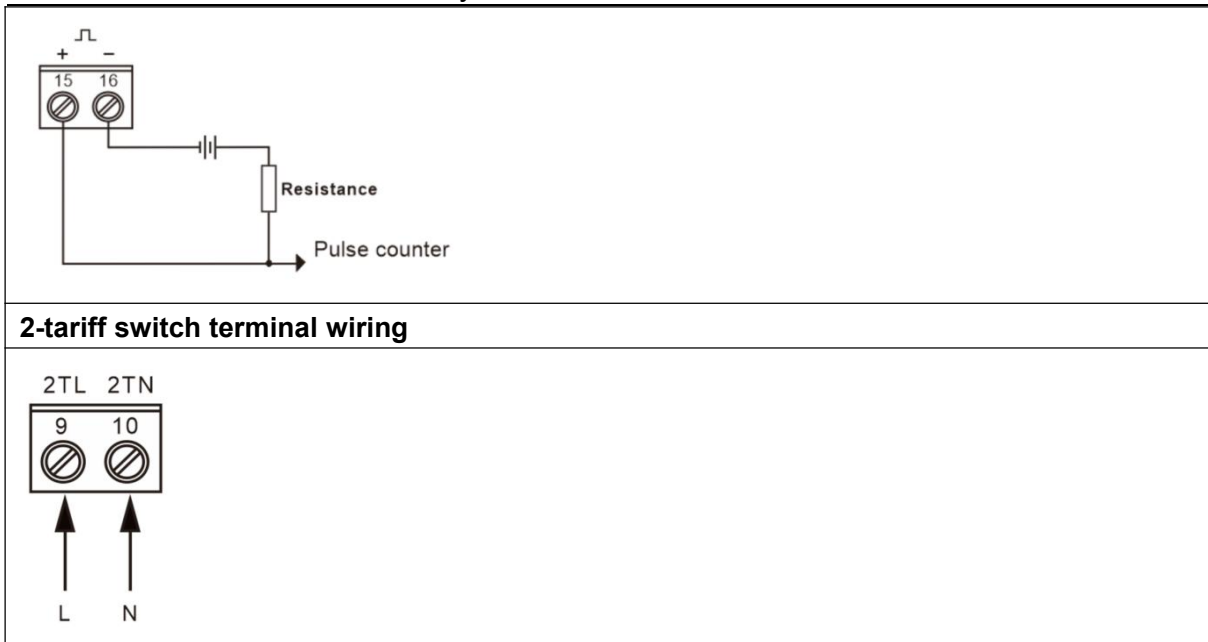 + −
15 16
Resistance
Pulse counter
2-tariff switch terminal wiring
2TL 2TN
9 10
L N